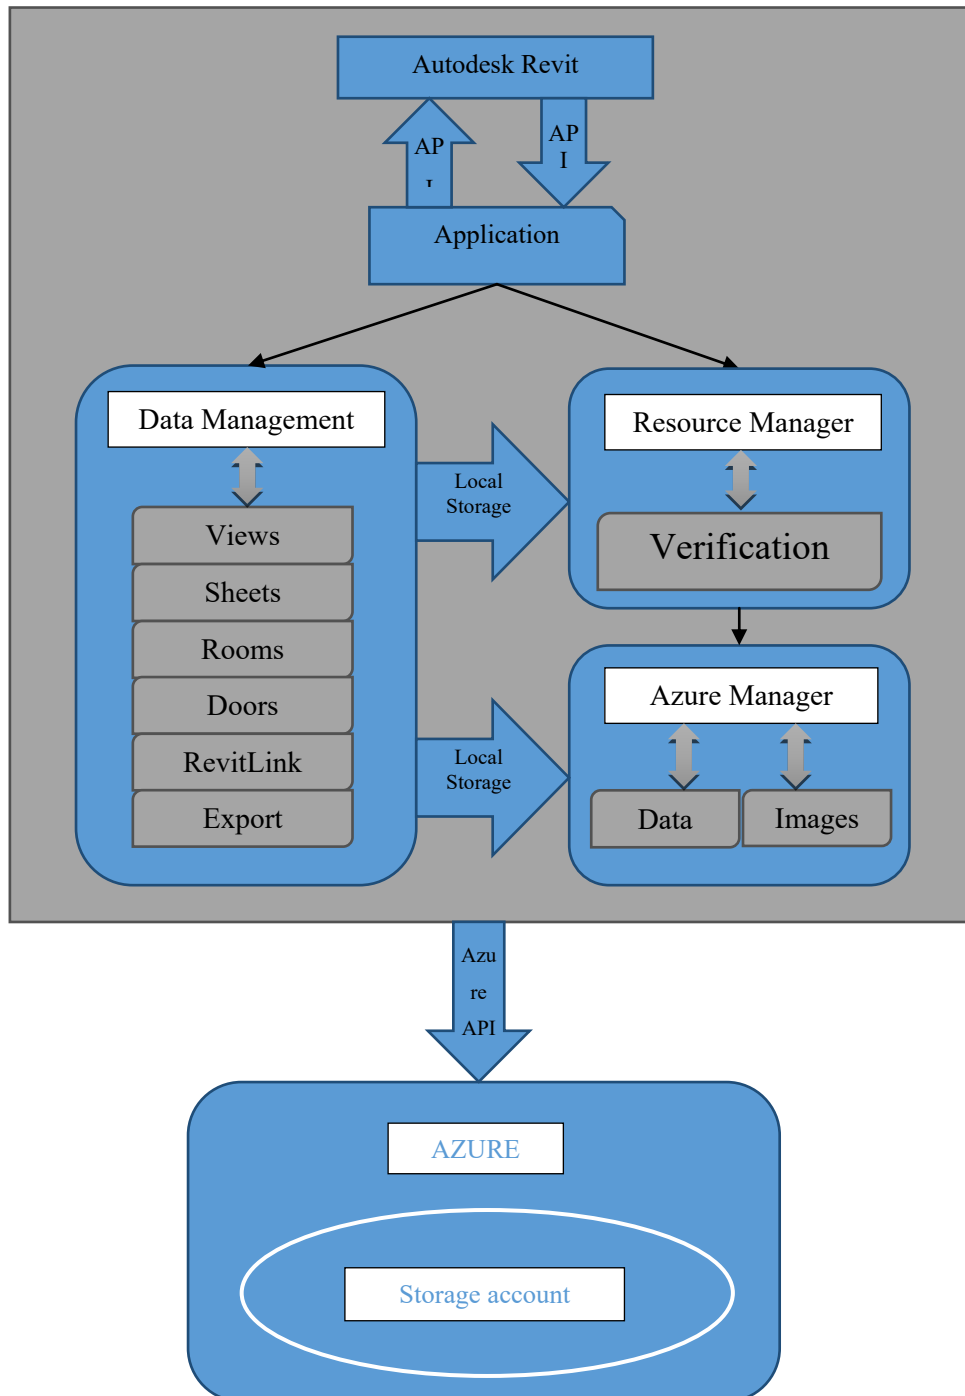 Autodesk Revit
AP
AP
I
I
Application
Data Management
Resource Manager
Local
Storage
Views
Verification
Sheets
Rooms
Azure Manager
Doors
Local
Storage
RevitLink
Export
Data
Images
Azu
re
API
AZURE
Storage account